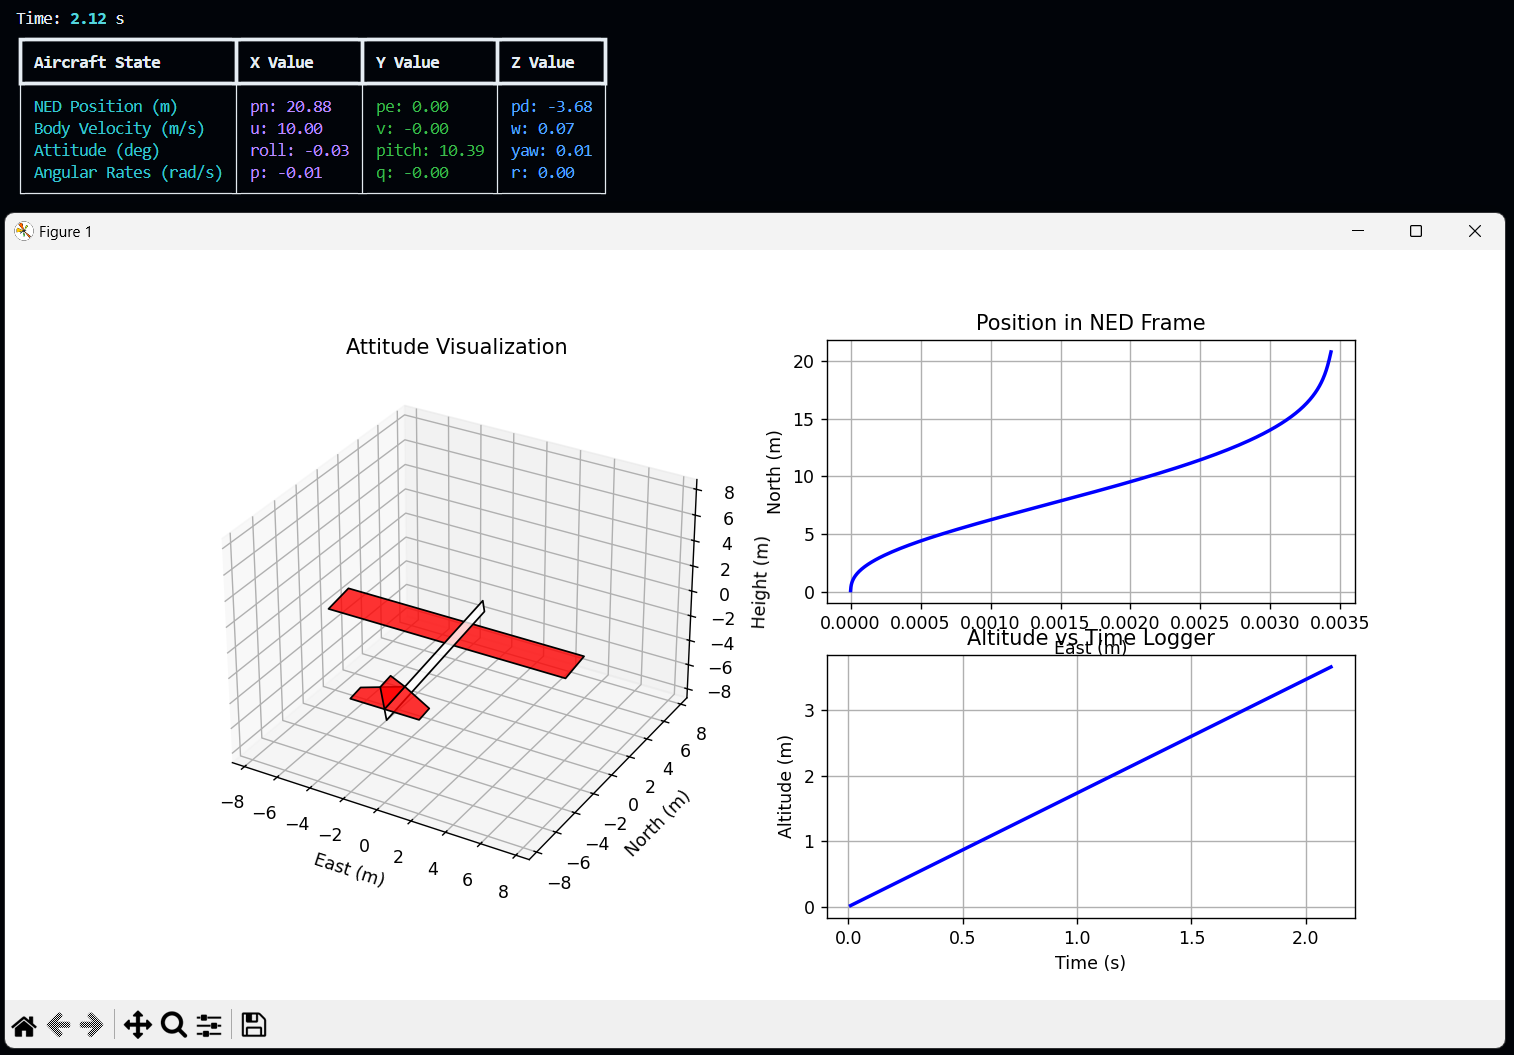 Time: 2.12 s
Aircraft State X Value Y Value Z Value
NED Position (m) pn: 20.88 pe: 0.00 pd: -3.68
Body Velocity (m/s) u: 10.00 v: -0.00 w: 0.07
Attitude (deg) roll: -0.03 pitch: 10.39 yaw: 0.01
Angular Rates (rad/s) p: -0.01 q: -0.00 r: 0.00
Figure 1
Attitude Visualization
8
6
4
2
0
−2
−4
−6
−8
Height (m)
−8
−6
−4
−2
0
2
4
6
8
East (m)
8
6
4
2
0
−2
−4
−6
−8
North (m)
Position in NED Frame
20
15
10
5
0
North (m)
0.0000 0.0005 0.0010 0.0015 0.0020 0.0025 0.0030 0.0035
East (m)
Altitude vs Time Logger
3
2
1
0
Altitude (m)
0.0 0.5 1.0 1.5 2.0
Time (s)